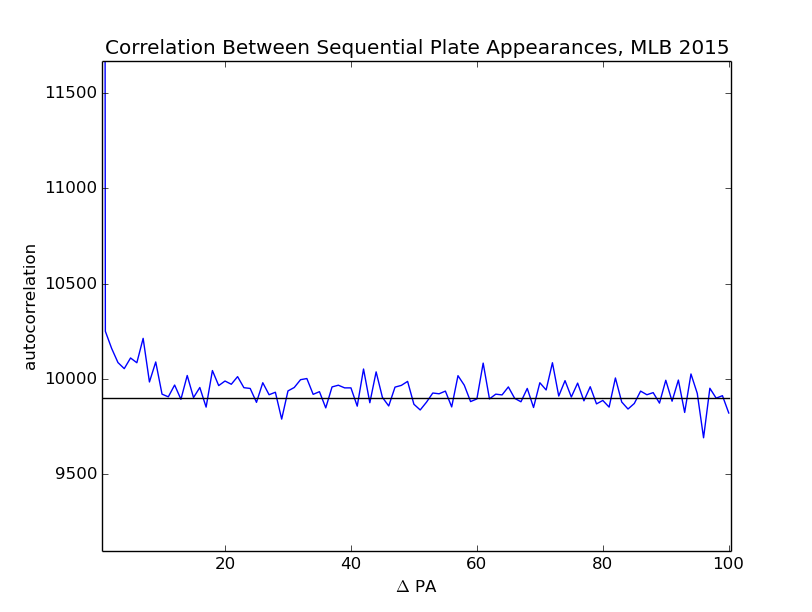 Correlation Between Sequential Plate Appearances, MLB 2015
11500
11000
10500
10000
9500
autocorrelation
20 40 60 80 100
Δ PA